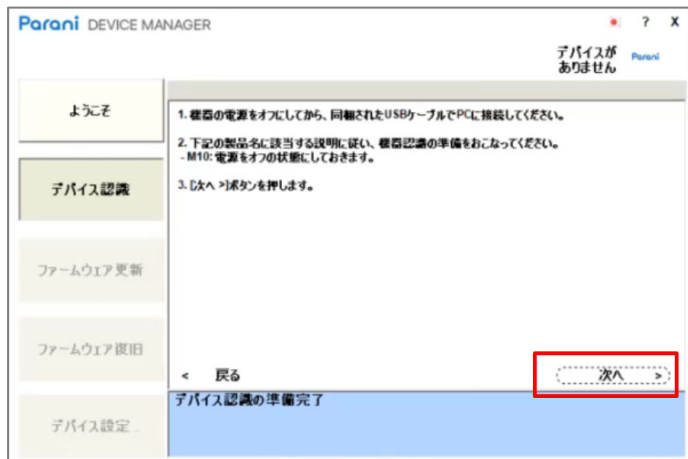 Parani DEVICE MANAGER
? X
デバイスが
ありません
Parani
ようこそ
デバイス認識
ファームウェア更新
ファームウェア復旧
デバイス設定
1. 機器の電源をオフにしてから、同梱されたUSBケーブルでPCに接続してください。
2. 下記の製品名に該当する説明に従い、機器認識の準備をおこなってください。
- M10: 電源をオフの状態にしておきます。
3. [次へ >]ボタンを押します。
< 戻る
次へ >
デバイス認識の準備完了